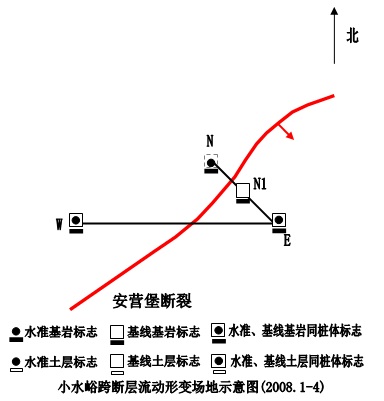 北
N
N1
W
E
安营堡断裂
水准基岩标志 基线基岩标志 水准、基线基岩同桩体标志
水准土层标志 基线土层标志 水准、基线土层同桩体标志
小水峪跨断层流动形变场地示意图(2008.1-4)